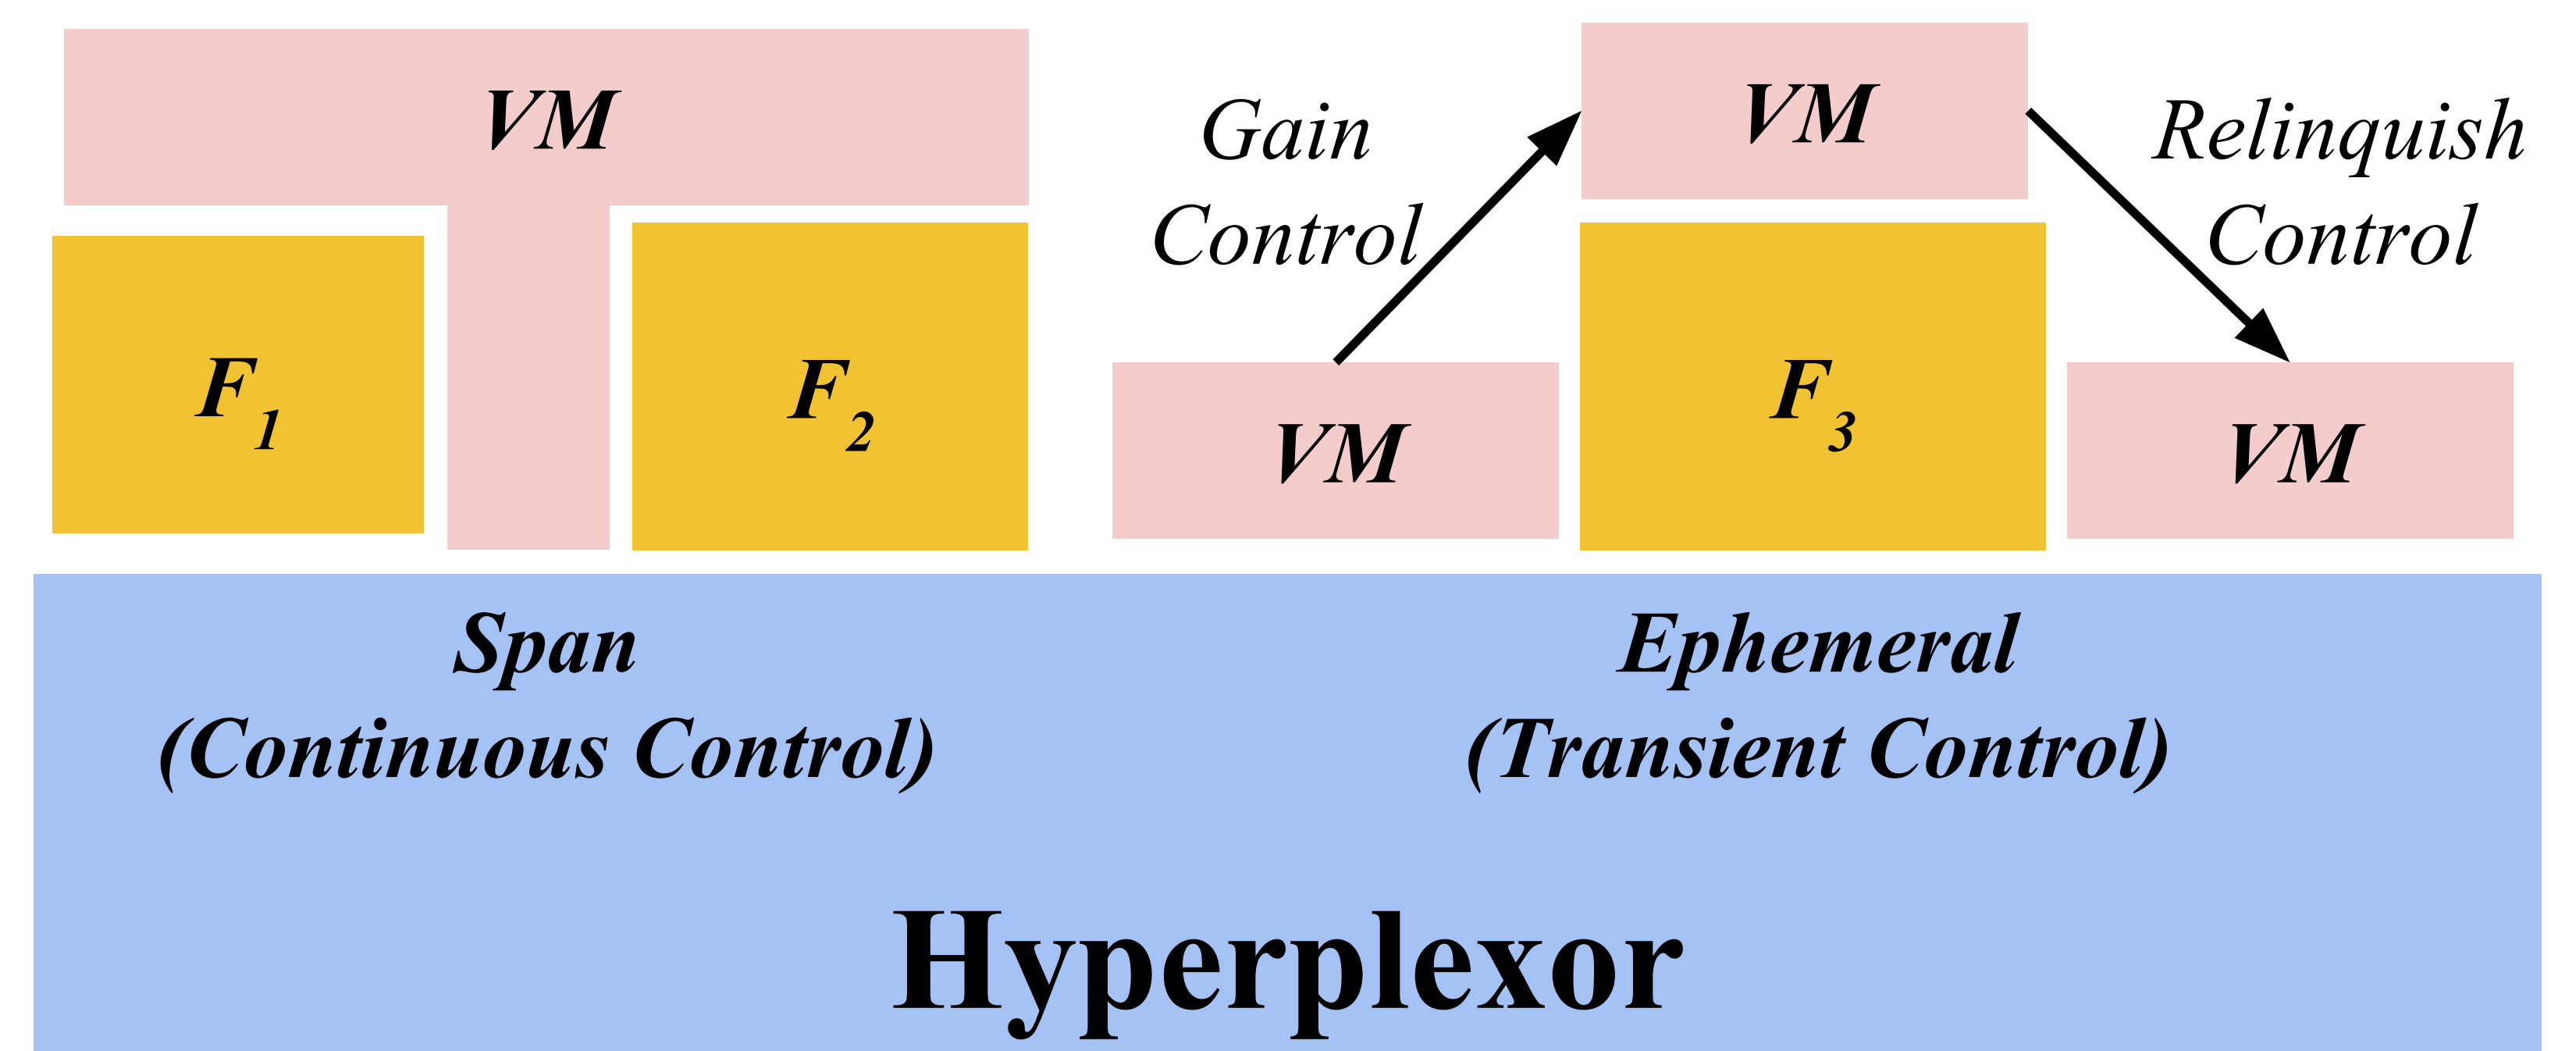 VM
F1
F2
Gain
Control
VM
VM
F3
Relinquish
Control
VM
Span
(Continuous Control)
Ephemeral
(Transient Control)
Hyperplexor